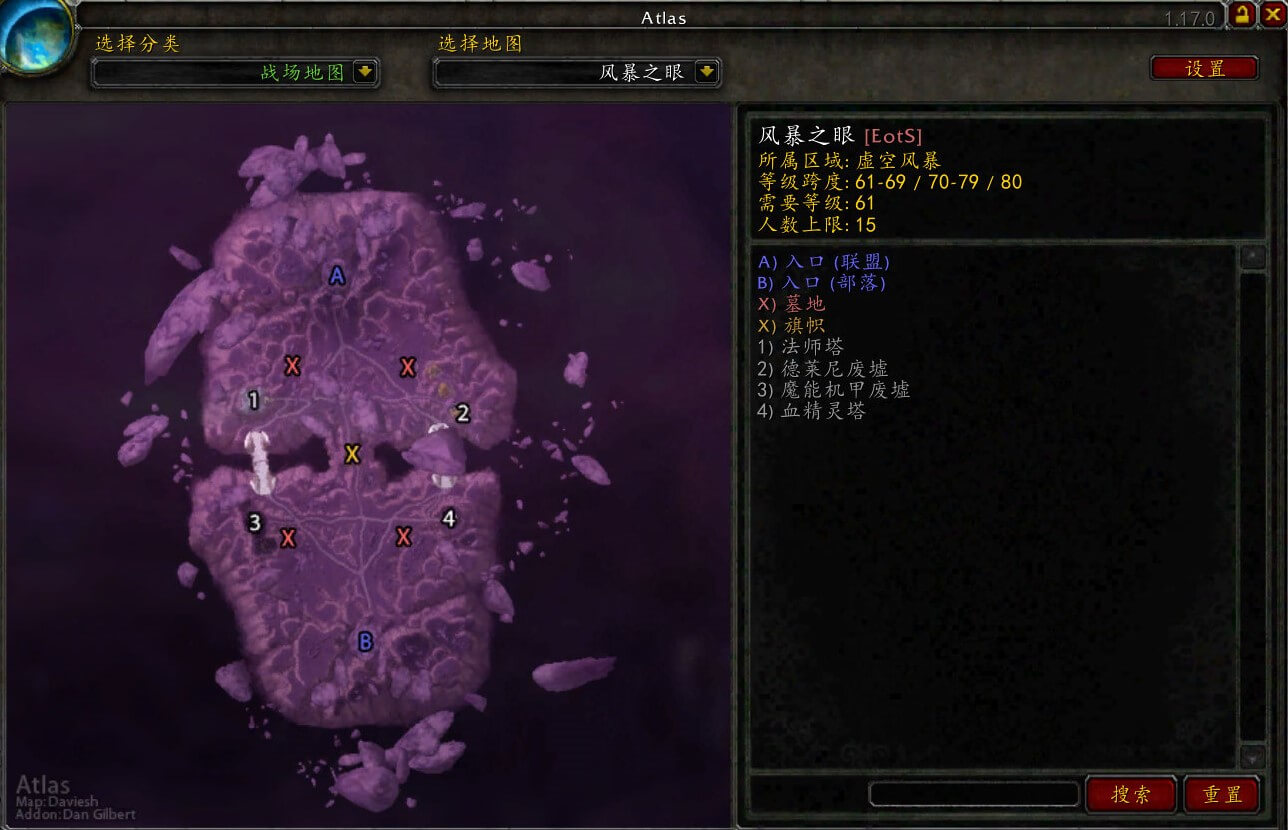 Atlas
1.17.0
选择分类
选择地图
战场地图
风暴之眼
设置
A
X
X
1
2
X
3
4
X
X
B
Atlas
Map:Daviesh
Addon:Dan Gilbert
风暴之眼 [EotS]
所属区域: 虚空风暴
等级跨度: 61-69 / 70-79 / 80
需要等级: 61
人数上限: 15
A) 入口 (联盟)
B) 入口 (部落)
X) 墓地
X) 旗帜
1) 法师塔
2) 德莱尼废墟
3) 魔能机甲废墟
4) 血精灵塔
搜索
重置